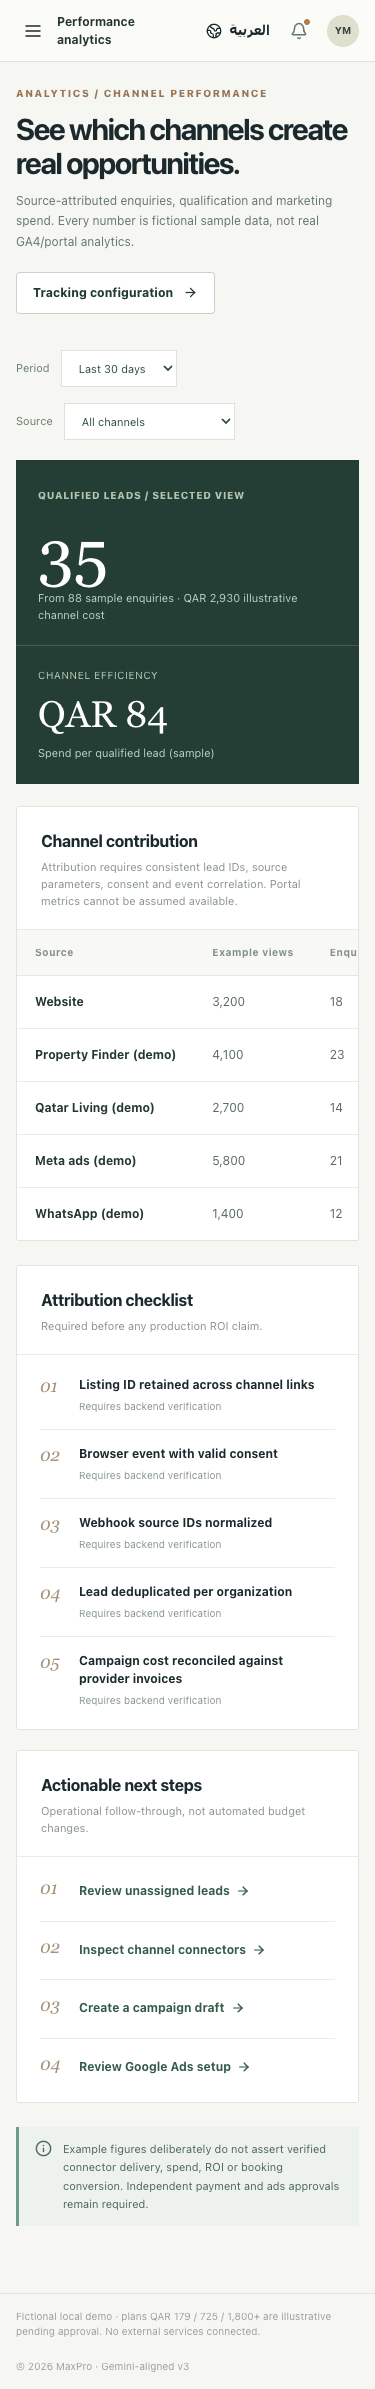 Performance
analytics
العربية
YM
ANALYTICS / CHANNEL PERFORMANCE
See which channels create
real opportunities.
Source-attributed enquiries, qualification and marketing
spend. Every number is fictional sample data, not real
GA4/portal analytics.
Tracking configuration →
Period
Last 30 days
Source
All channels
QUALIFIED LEADS / SELECTED VIEW
35
From 88 sample enquiries · QAR 2,930 illustrative
channel cost
CHANNEL EFFICIENCY
QAR 84
Spend per qualified lead (sample)
Channel contribution
Attribution requires consistent lead IDs, source
parameters, consent and event correlation. Portal
metrics cannot be assumed available.
Source Example views Enqu
Website 3,200 18
Property Finder (demo) 4,100 23
Qatar Living (demo) 2,700 14
Meta ads (demo) 5,800 21
WhatsApp (demo) 1,400 12
Attribution checklist
Required before any production ROI claim.
01 Listing ID retained across channel links
Requires backend verification
02 Browser event with valid consent
Requires backend verification
03 Webhook source IDs normalized
Requires backend verification
04 Lead deduplicated per organization
Requires backend verification
05 Campaign cost reconciled against
provider invoices
Requires backend verification
Actionable next steps
Operational follow-through, not automated budget
changes.
01 Review unassigned leads →
02 Inspect channel connectors →
03 Create a campaign draft →
04 Review Google Ads setup →
Example figures deliberately do not assert verified
connector delivery, spend, ROI or booking
conversion. Independent payment and ads approvals
remain required.
Fictional local demo · plans QAR 179 / 725 / 1,800+ are illustrative
pending approval. No external services connected.
© 2026 MaxPro · Gemini-aligned v3